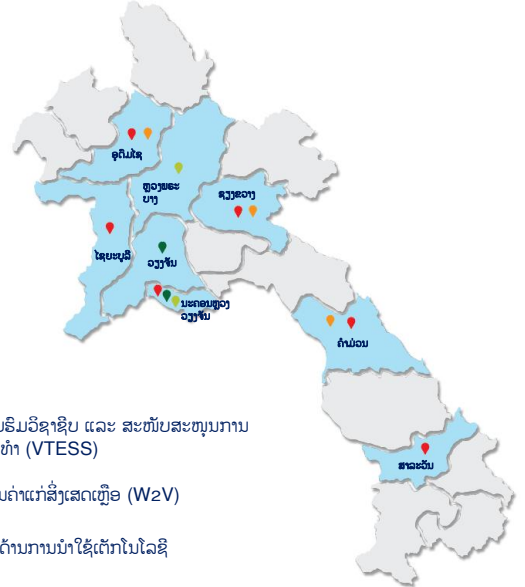 ອຸດົມໄຊ
ຫຼວງພຣະ
ບາງ
ຊຽງຂວາງ
ໄຊຍະບູລີ
ວຽງຈັນ
ນະຄອນຫຼວງ
ວຽງຈັນ
ຄໍາມ່ວນ
ສາລະວັນ
ຮົມວິຊາຊີບ ແລະ ສະໜັບສະໜູນການ
ທໍາ (VTESS)
ຄ່າແກ່ສິ່ງເສດເຫຼືອ (W2V)
ດ້ານການນໍາໃຊ້ເຕັກໂນໂລຊີ